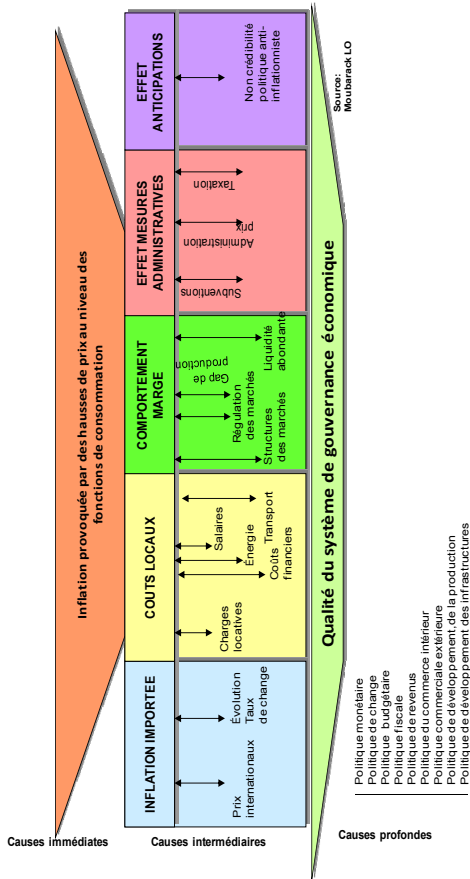 Causes immédiates
Inflation provoquée par des hausses de prix au niveau des
fonctions de consommation
Causes intermédiaires
INFLATION IMPORTEE
Prix
internationaux
Évolution
Taux
de change
COUTS LOCAUX
Charges
locatives
Coûts
financiers
Énergie
Salaires
Transport
COMPORTEMENT
MARGE
Structures
des marchés
Régulation
des marchés
Gap de
production
Liquidité
abondante
EFFET MESURES
ADMINISTRATIVES
Subventions
Administration
prix
Taxation
EFFET
ANTICIPATIONS
Non crédibilité
politique anti-
inflationniste
Causes profondes
Qualité du système de gouvernance économique
Source:
Moubarack LO
Politique monétaire
Politique de change
Politique budgétaire
Politique fiscale
Politique de revenus
Politique du commerce intérieur
Politique commerciale extérieure
Politique de développement, de la production
Politique de développement des infrastructures